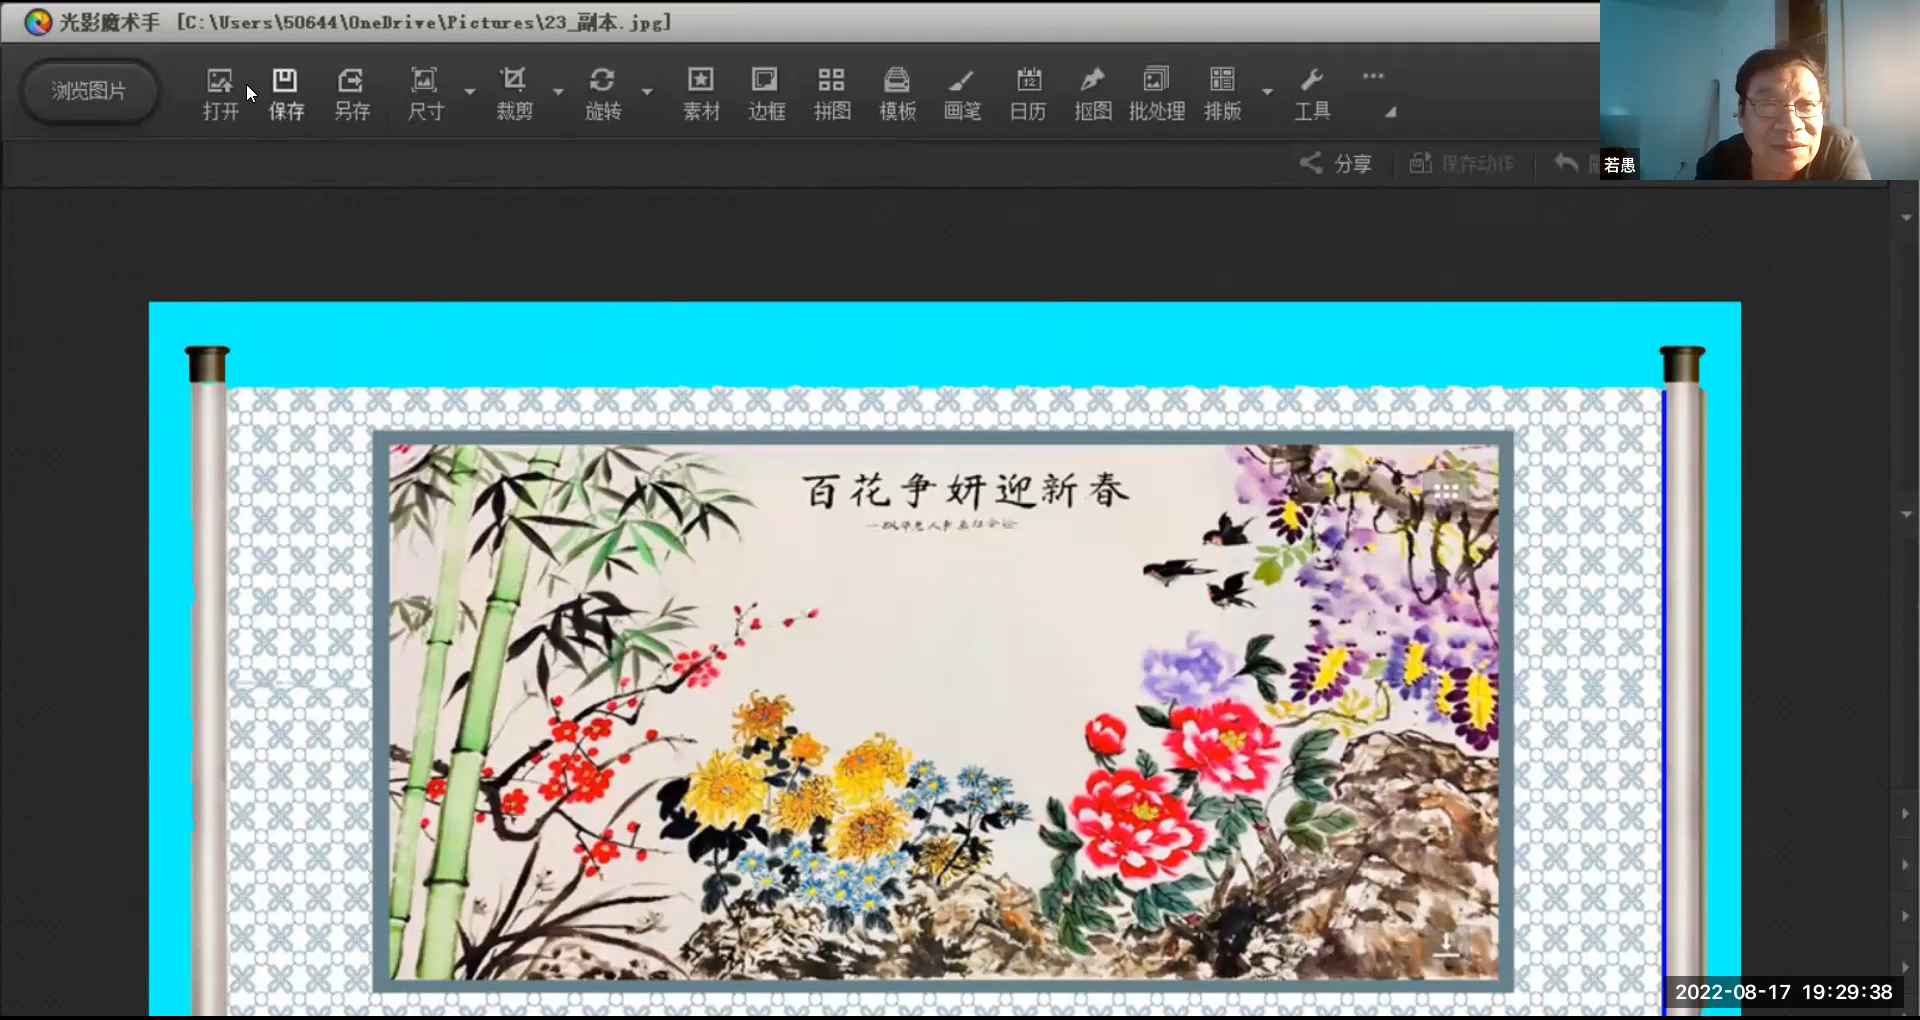 光影魔术手 [C:\Users\50644\OneDrive\Pictures\23_副本.jpg]
浏览图片 打开 保存 另存 尺寸 裁剪 旋转 素材 边框 拼图 模板 画笔 日历 抠图 批处理 排版 工具
12
分享 保存动作
若愚
百花争妍迎新春
2022-08-17 19:29:38